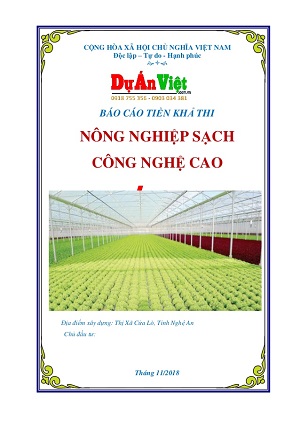 CỘNG HÒA XÃ HỘI CHỦ NGHĨA VIỆT NAM
Độc lập – Tự do - Hạnh phúc
DựÁnViệt
0918 755 356 - 0903 034 381
BÁO CÁO TIỀN KHẢ THI
NÔNG NGHIỆP SẠCH
CÔNG NGHỆ CAO
Địa điểm xây dựng: Thị Xã Cửa Lò, Tỉnh Nghệ An
Chủ đầu tư:
Tháng 11/2018